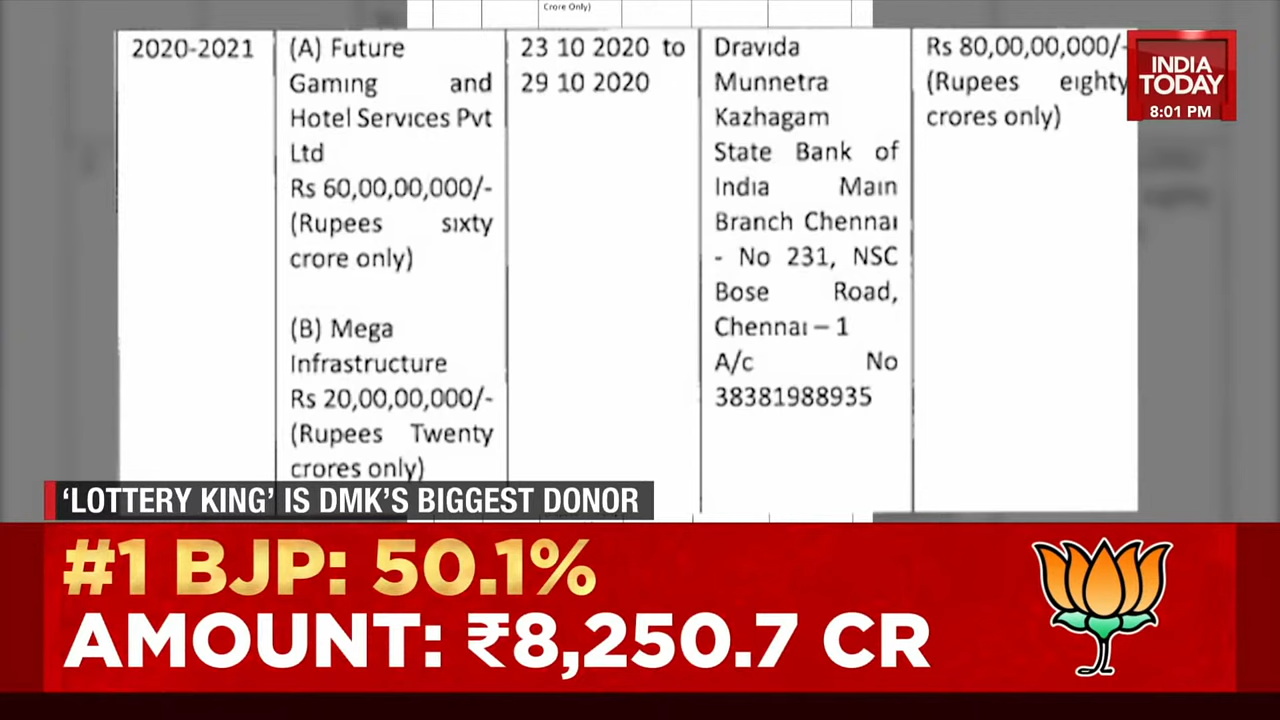 Crore Only)
2020-2021
(A) Future
Gaming and
Hotel Services Pvt
Ltd
Rs 60,00,00,000/-
(Rupees sixty
crore only)
(B) Mega
Infrastructure
Rs 20,00,00,000/-
(Rupees Twenty
crores only)
23 10 2020 to
29 10 2020
Dravida
Munnetra
Kazhagam
State Bank of
India Main
Branch Chennai
- No 231, NSC
Bose Road,
Chennai – 1
A/c No
38381988935
Rs 80,00,00,000/-
(Rupees eighty
crores only)
INDIA
TODAY
8:01 PM
‘LOTTERY KING’ IS DMK’S BIGGEST DONOR
#1 BJP: 50.1%
AMOUNT: ₹8,250.7 CR